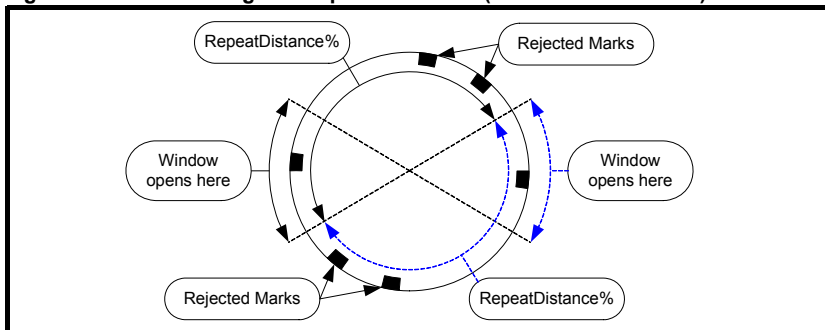 RepeatDistance%
Rejected Marks
Window
opens here
Window
opens here
Rejected Marks
RepeatDistance%